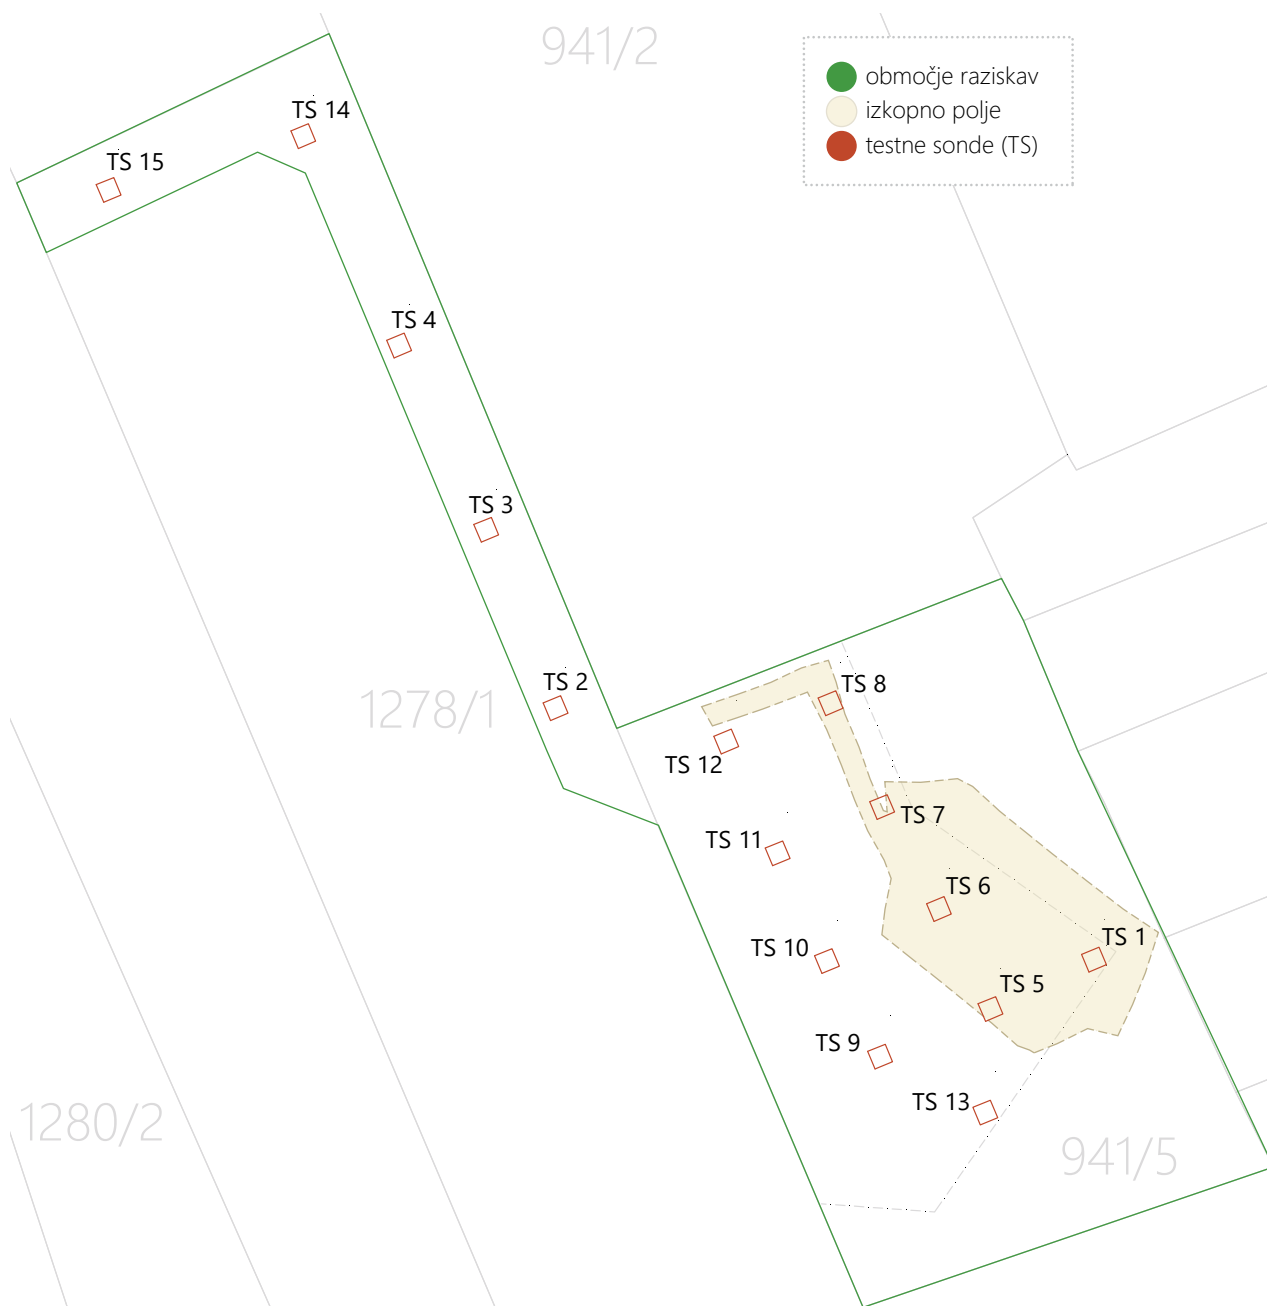 941/2
območje raziskav
izkopno polje
testne sonde (TS)
TS 14
TS 15
TS 4
TS 3
TS 2
1278/1
TS 8
TS 12
TS 7
TS 11
TS 6
TS 1
TS 10
TS 5
TS 9
TS 13
1280/2
941/5